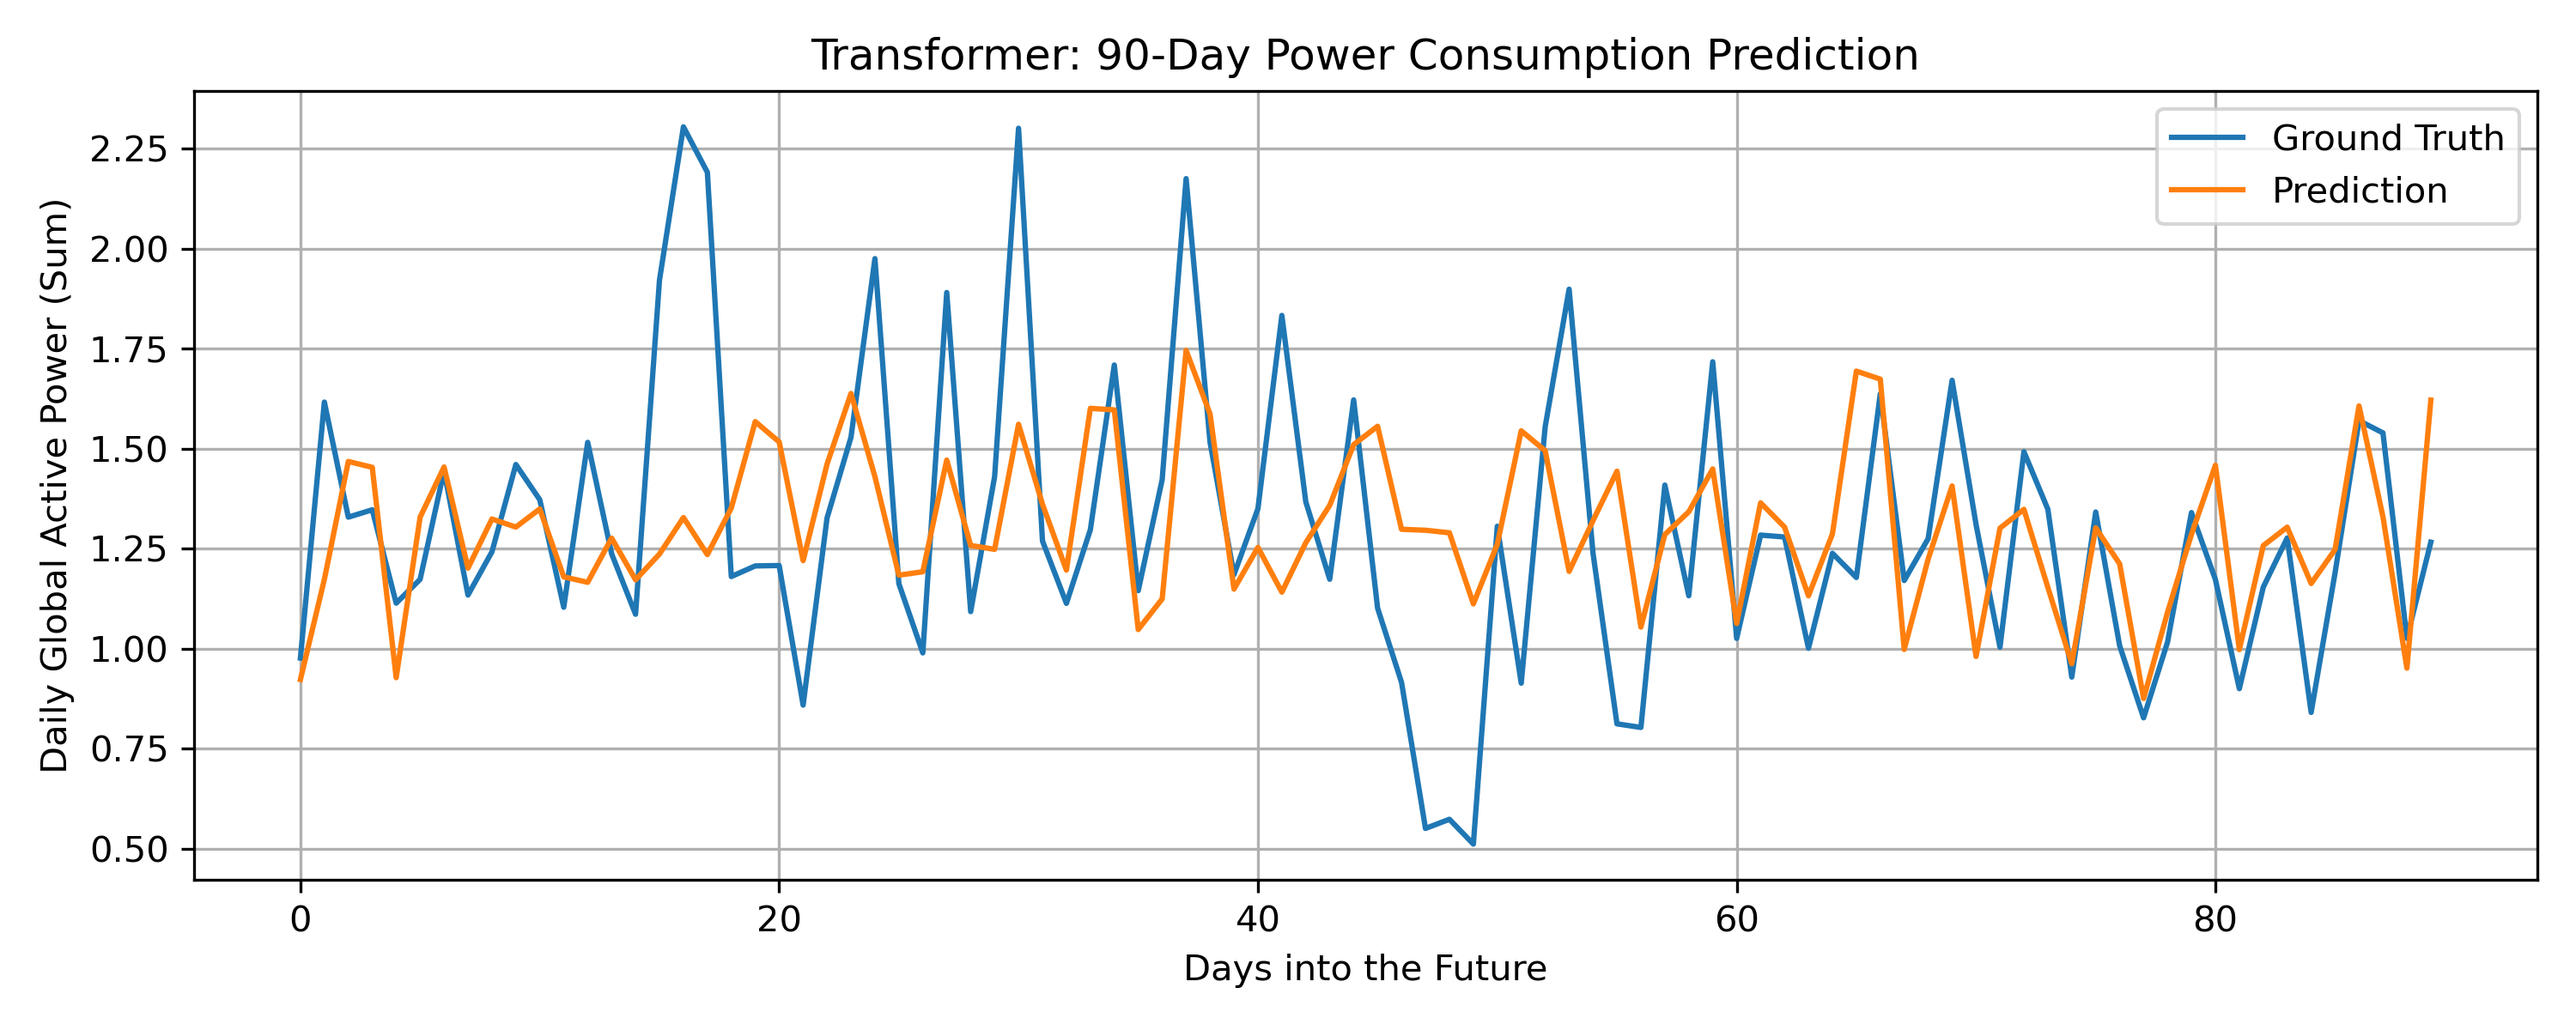 Transformer: 90-Day Power Consumption Prediction
Ground Truth
Prediction
Daily Global Active Power (Sum)
2.25
2.00
1.75
1.50
1.25
1.00
0.75
0.50
0 20 40 60 80
Days into the Future